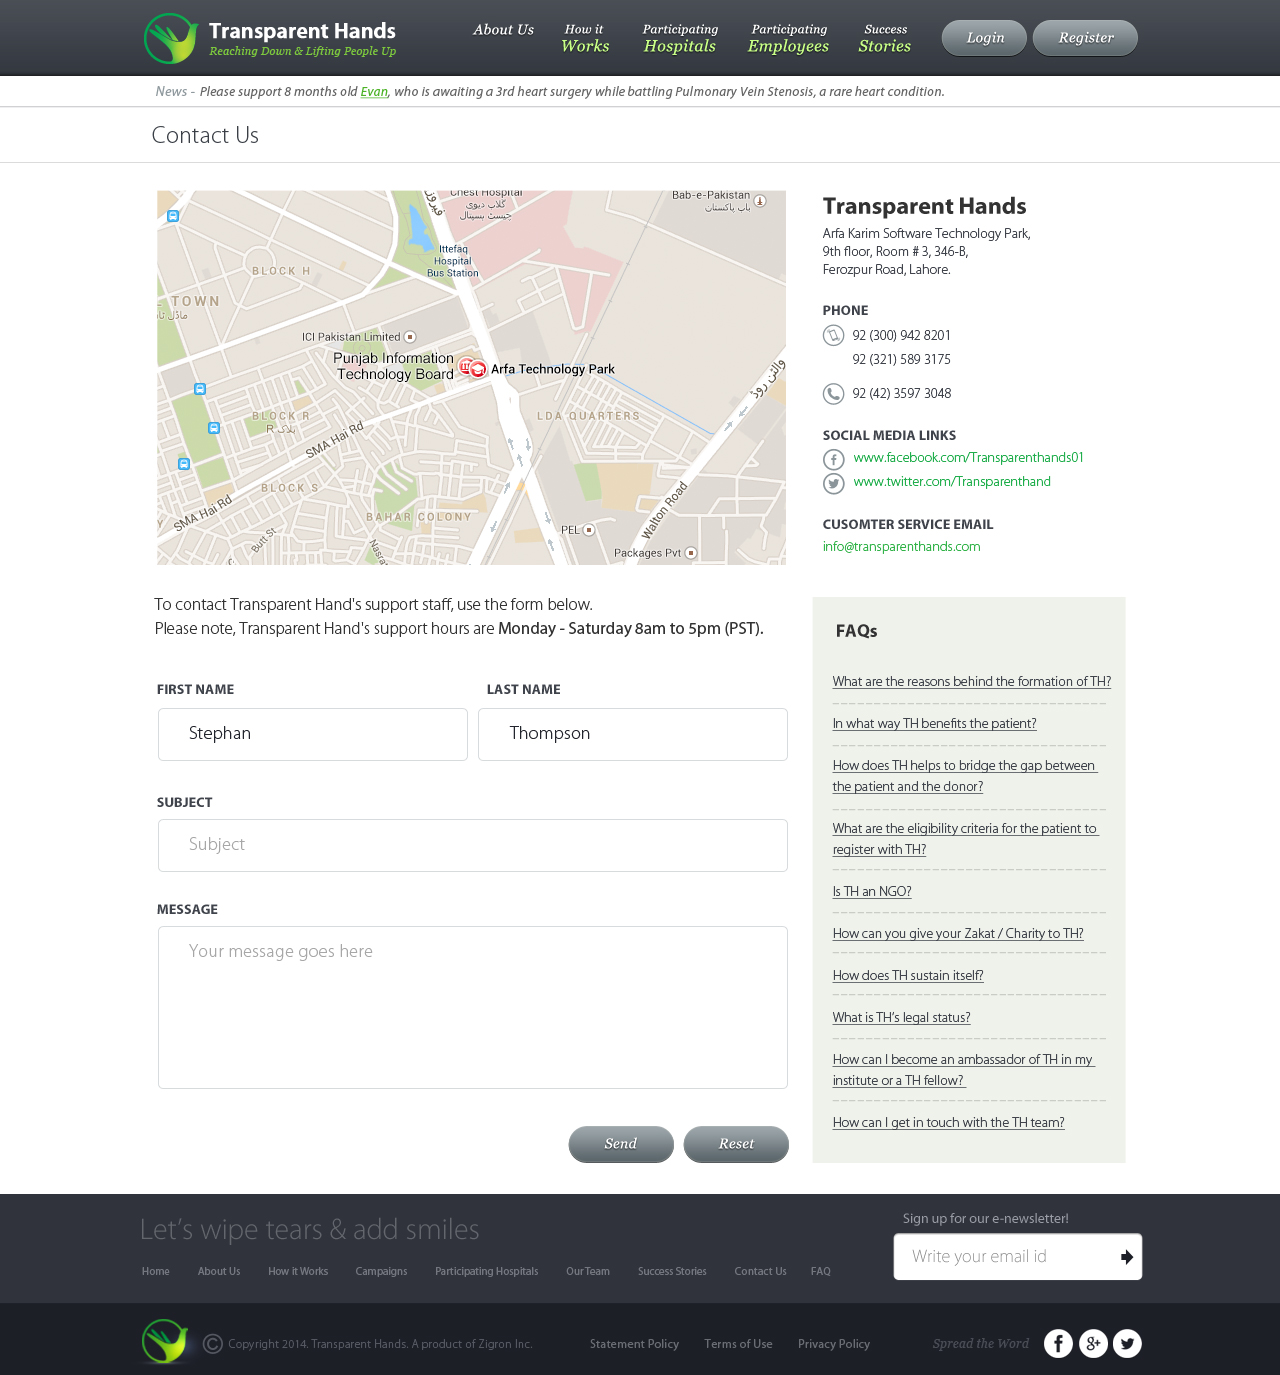 Transparent Hands
Reaching Down & Lifting People Up
About Us
How it
Works
Participating
Hospitals
Participating
Employees
Success
Stories
Login
Register
News - Please support 8 months old Evan, who is awaiting a 3rd heart surgery while battling Pulmonary Vein Stenosis, a rare heart condition.
Contact Us
Chest Hospital
گلاب دیوی
چیسٹ ہسپتال
فیروز
Bab-e-Pakistan
باب پاکستان
Ittefaq
Hospital
Bus Station
BLOCK H
TOWN
ماڈل ٹاؤ
ICI Pakistan Limited
Punjab Information
Technology Board
Arfa Technology Park
والٹن روڈ
BLOCK R
بلاک R
LDA QUARTERS
SMA Hai Rd
BLOCK S
SMA Hai Rd
BAHAR COLONY
Walton Road
Butt St
Nasra
PEL
Packages Pvt
Transparent Hands
Arfa Karim Software Technology Park,
9th floor, Room # 3, 346-B,
Ferozpur Road, Lahore.
PHONE
92 (300) 942 8201
92 (321) 589 3175
92 (42) 3597 3048
SOCIAL MEDIA LINKS
www.facebook.com/Transparenthands01
www.twitter.com/Transparenthand
CUSOMTER SERVICE EMAIL
info@transparenthands.com
To contact Transparent Hand's support staff, use the form below.
Please note, Transparent Hand's support hours are Monday - Saturday 8am to 5pm (PST).
FIRST NAME
LAST NAME
Stephan
Thompson
SUBJECT
Subject
MESSAGE
Your message goes here
Send
Reset
FAQs
What are the reasons behind the formation of TH?
In what way TH benefits the patient?
How does TH helps to bridge the gap between
the patient and the donor?
What are the eligibility criteria for the patient to
register with TH?
Is TH an NGO?
How can you give your Zakat / Charity to TH?
How does TH sustain itself?
What is TH's legal status?
How can I become an ambassador of TH in my
institute or a TH fellow?
How can I get in touch with the TH team?
Let's wipe tears & add smiles
Home
About Us
How it Works
Campaigns
Participating Hospitals
Our Team
Success Stories
Contact Us
FAQ
Sign up for our e-newsletter!
Write your email id
© Copyright 2014. Transparent Hands. A product of Zigron Inc.
Statement Policy
Terms of Use
Privacy Policy
Spread the Word